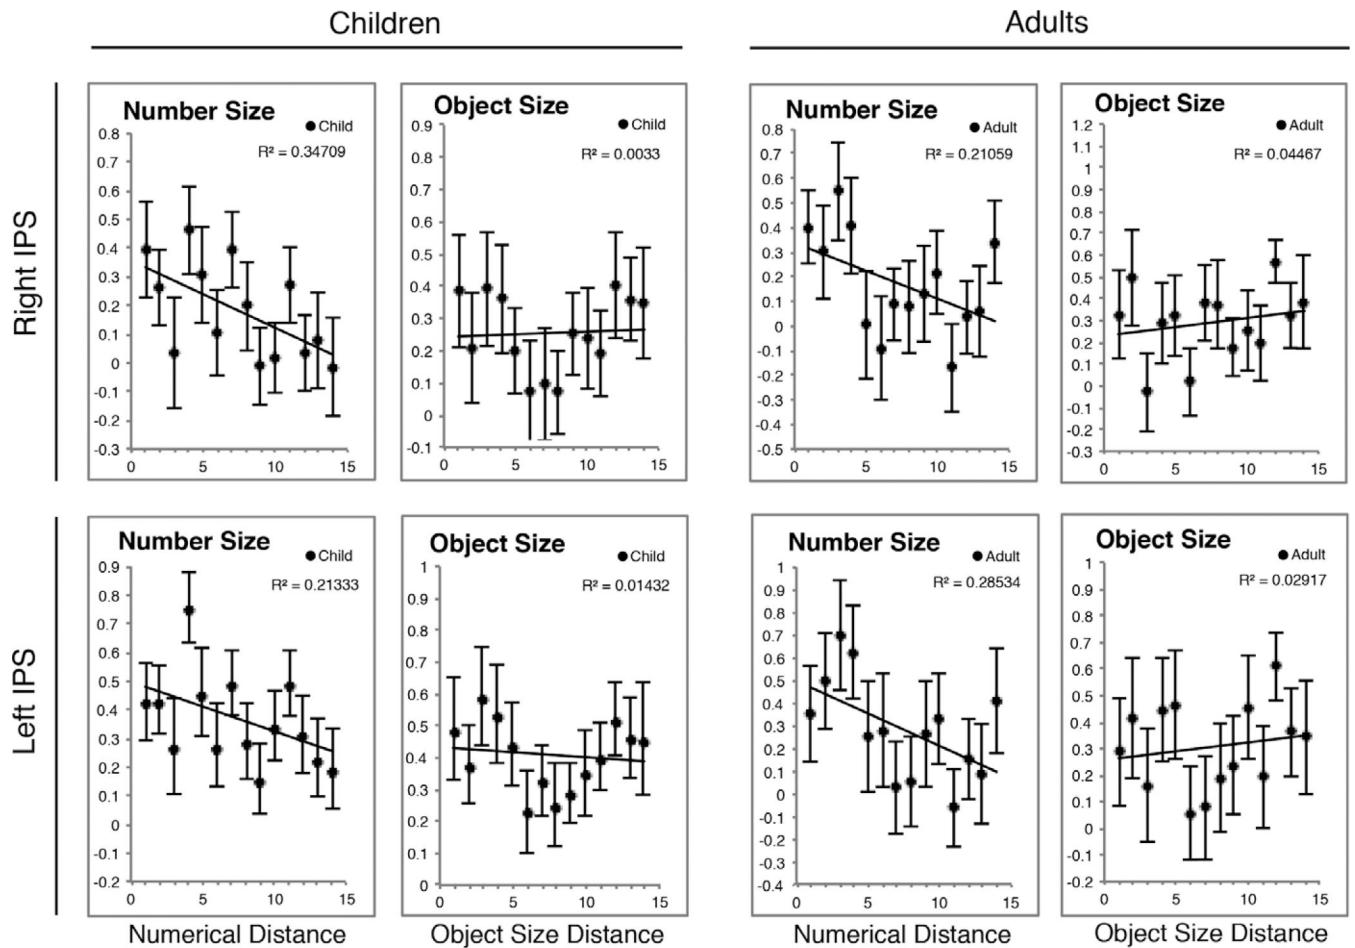 Children
Adults
Right IPS
Number Size
Child
R² = 0.34709
0.8
0.7
0.6
0.5
0.4
0.3
0.2
0.1
0
-0.1
-0.2
-0.3
0 5 10 15
Object Size
Child
R² = 0.0033
0.9
0.8
0.7
0.6
0.5
0.4
0.3
0.2
0.1
0
-0.1
0 5 10 15
Number Size
Adult
R² = 0.21059
0.8
0.7
0.6
0.5
0.4
0.3
0.2
0.1
0
-0.1
-0.2
-0.3
-0.4
-0.5
0 5 10 15
Object Size
Adult
R² = 0.04467
1.2
1.1
1
0.9
0.8
0.7
0.6
0.5
0.4
0.3
0.2
0.1
0
-0.1
-0.2
-0.3
0 5 10 15
Left IPS
Number Size
Child
R² = 0.21333
0.9
0.8
0.7
0.6
0.5
0.4
0.3
0.2
0.1
0
-0.1
-0.2
0 5 10 15
Numerical Distance
Object Size
Child
R² = 0.01432
1
0.9
0.8
0.7
0.6
0.5
0.4
0.3
0.2
0.1
0
0 5 10 15
Object Size Distance
Number Size
Adult
R² = 0.28534
1
0.9
0.8
0.7
0.6
0.5
0.4
0.3
0.2
0.1
0
-0.1
-0.2
-0.3
-0.4
0 5 10 15
Numerical Distance
Object Size
Adult
R² = 0.02917
1
0.9
0.8
0.7
0.6
0.5
0.4
0.3
0.2
0.1
0
-0.1
-0.2
0 5 10 15
Object Size Distance